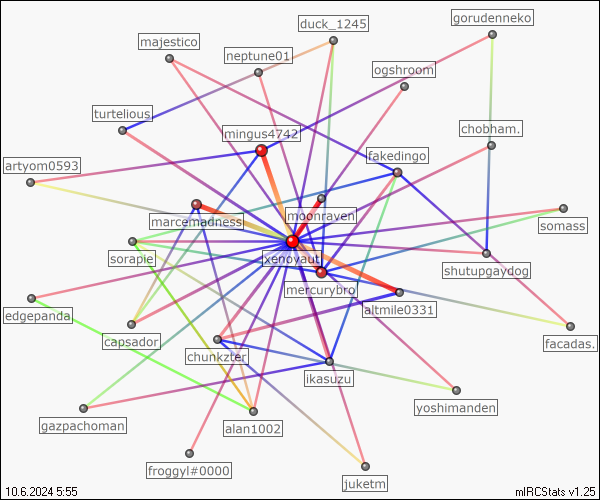 gorudenneko
duck_1245
majestico
neptune01
ogshroom
turtelious.
mingus4742
chobham.
fakedingo
artyom0593
moonraven
marcemadness
somass
sorapie
xenoyaut
shutupgaydog
mercurybro
altmile0331
edgepanda
capsador
facadas.
chunkzter
ikasuzu
yoshimanden
gazpachoman
alan1002
froggyl#0000
juketm
10.6.2024 5:55
mIRCStats v1.25